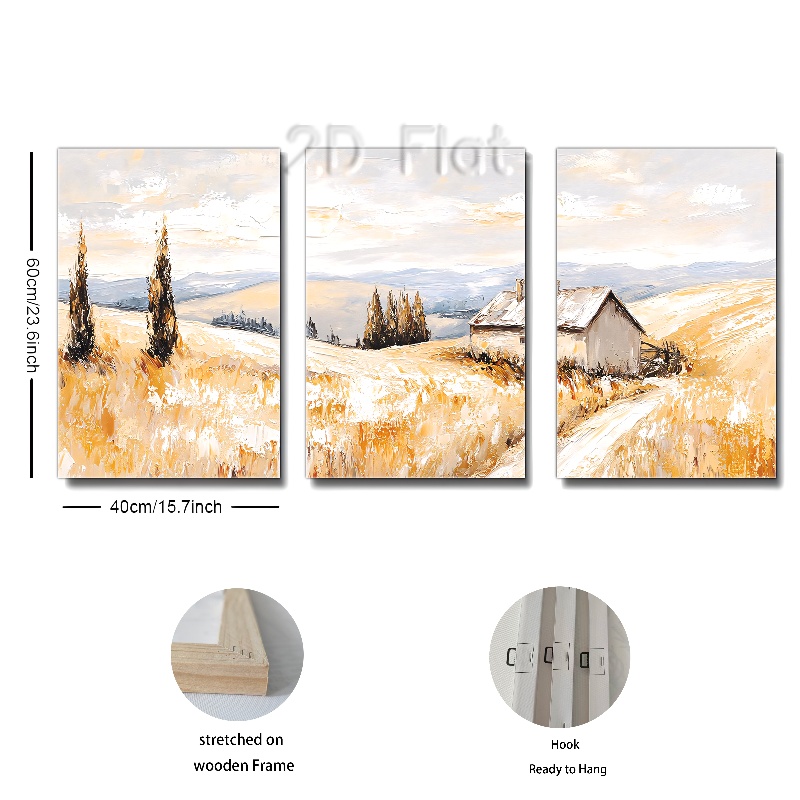 2D Flat
60cm/23.6inch
40cm/15.7inch
stretched on
wooden Frame
Hook
Ready to Hang